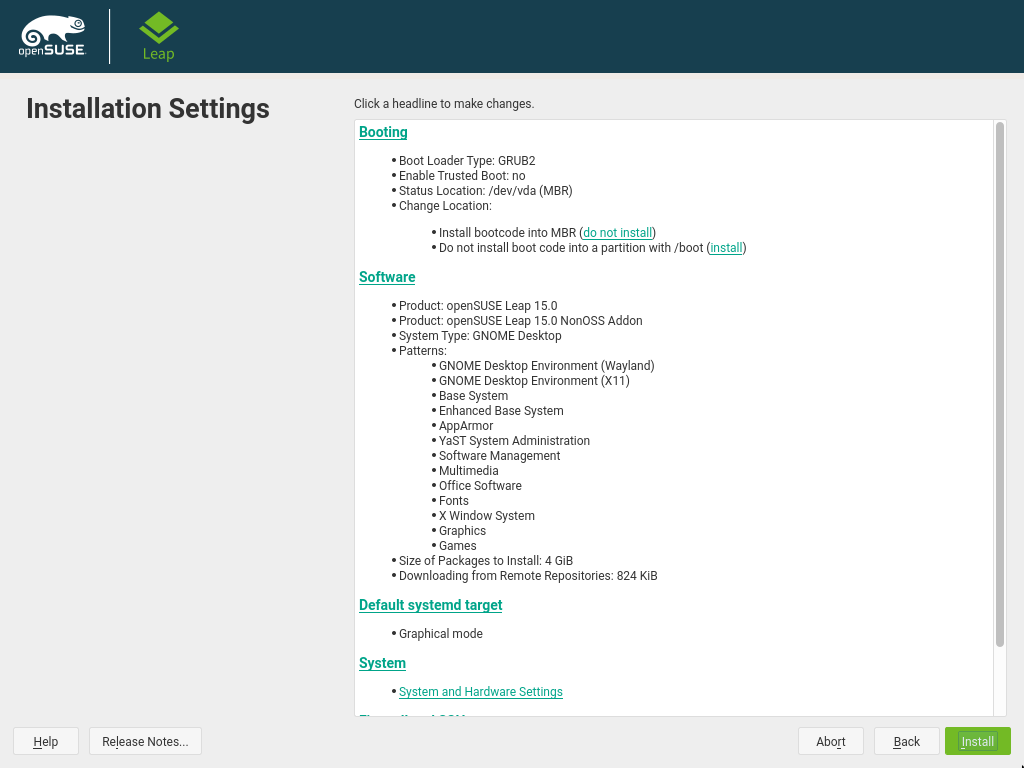 openSUSE
Leap
Installation Settings
Click a headline to make changes.
Booting
• Boot Loader Type: GRUB2
• Enable Trusted Boot: no
• Status Location: /dev/vda (MBR)
• Change Location:
• Install bootcode into MBR (do not install)
• Do not install boot code into a partition with /boot (install)
Software
• Product: openSUSE Leap 15.0
• Product: openSUSE Leap 15.0 NonOSS Addon
• System Type: GNOME Desktop
• Patterns:
• GNOME Desktop Environment (Wayland)
• GNOME Desktop Environment (X11)
• Base System
• Enhanced Base System
• AppArmor
• YaST System Administration
• Software Management
• Multimedia
• Office Software
• Fonts
• X Window System
• Graphics
• Games
• Size of Packages to Install: 4 GiB
• Downloading from Remote Repositories: 824 KiB
Default systemd target
• Graphical mode
System
• System and Hardware Settings
Help
Release Notes...
Abort
Back
Install